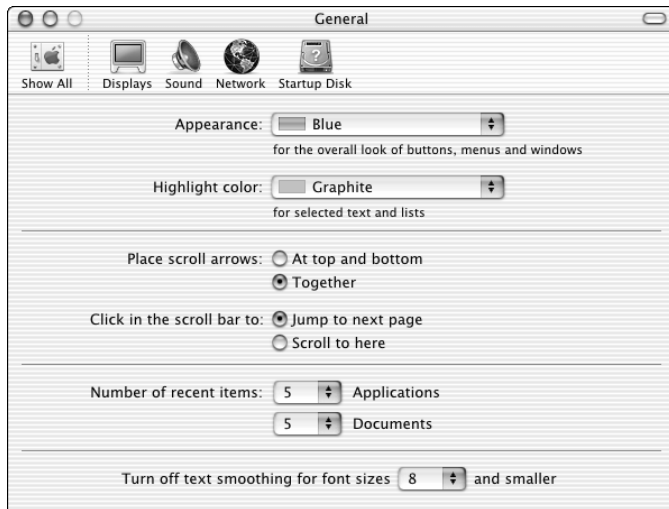 General
Show All Displays Sound Network Startup Disk
Appearance: Blue
for the overall look of buttons, menus and windows
Highlight color: Graphite
for selected text and lists
Place scroll arrows: At top and bottom
Together
Click in the scroll bar to: Jump to next page
Scroll to here
Number of recent items: 5 Applications
5 Documents
Turn off text smoothing for font sizes 8 and smaller